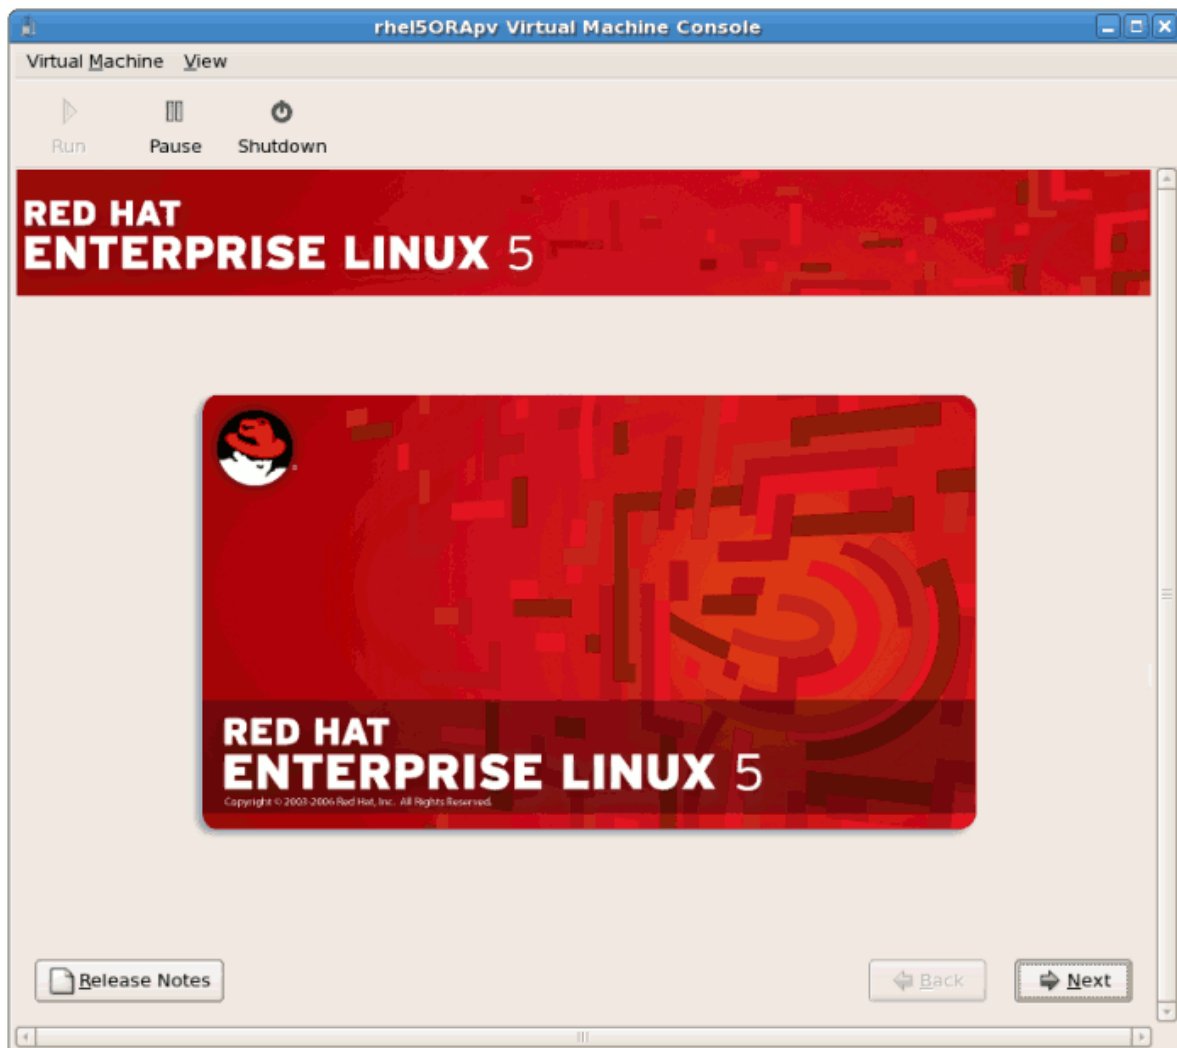 rhel5ORApv Virtual Machine Console
Virtual Machine View
Run Pause Shutdown
RED HAT
ENTERPRISE LINUX 5
RED HAT
ENTERPRISE LINUX 5
Copyright © 2003-2006 Red Hat, Inc. All Rights Reserved.
Release Notes Back Next